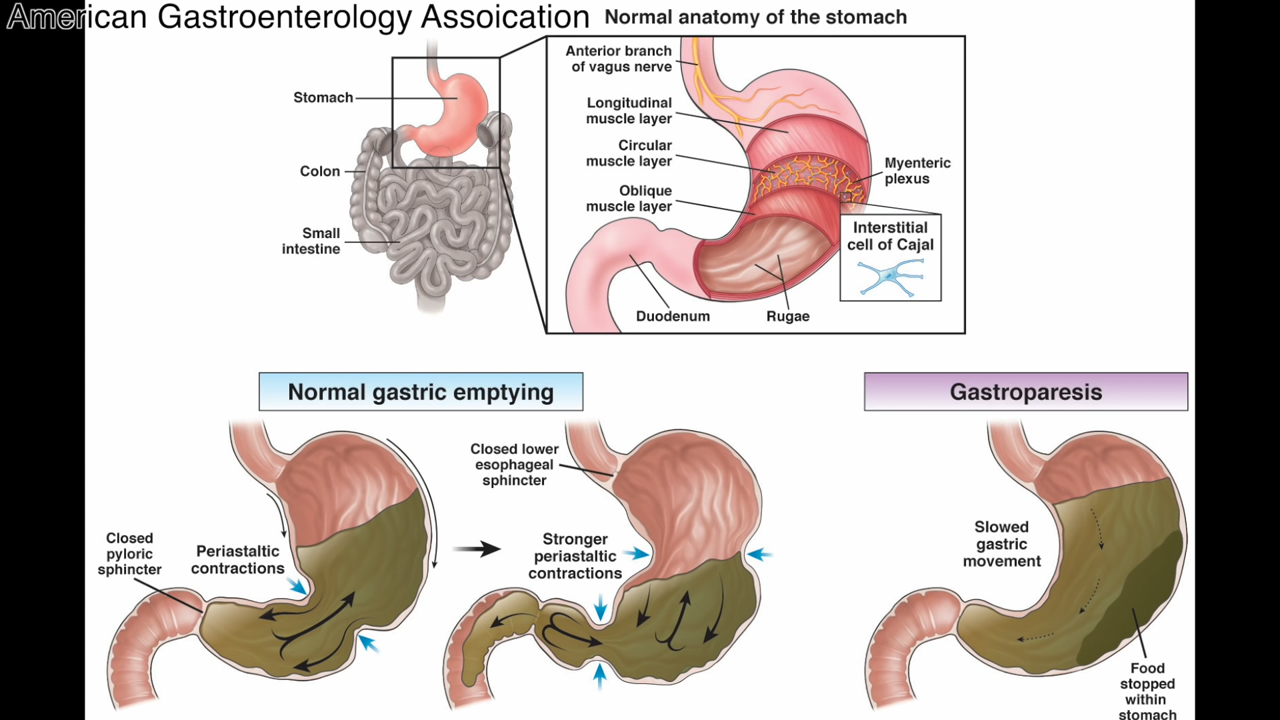 American Gastroenterology Assoication
Normal anatomy of the stomach
Stomach
Colon
Small
intestine
Anterior branch
of vagus nerve
Longitudinal
muscle layer
Circular
muscle layer
Oblique
muscle layer
Myenteric
plexus
Interstitial
cell of Cajal
Duodenum
Rugae
Normal gastric emptying
Gastroparesis
Closed
pyloric
sphincter
Periastaltic
contractions
Closed lower
esophageal
sphincter
Stronger
periastaltic
contractions
Slowed
gastric
movement
Food
stopped
within
stomach